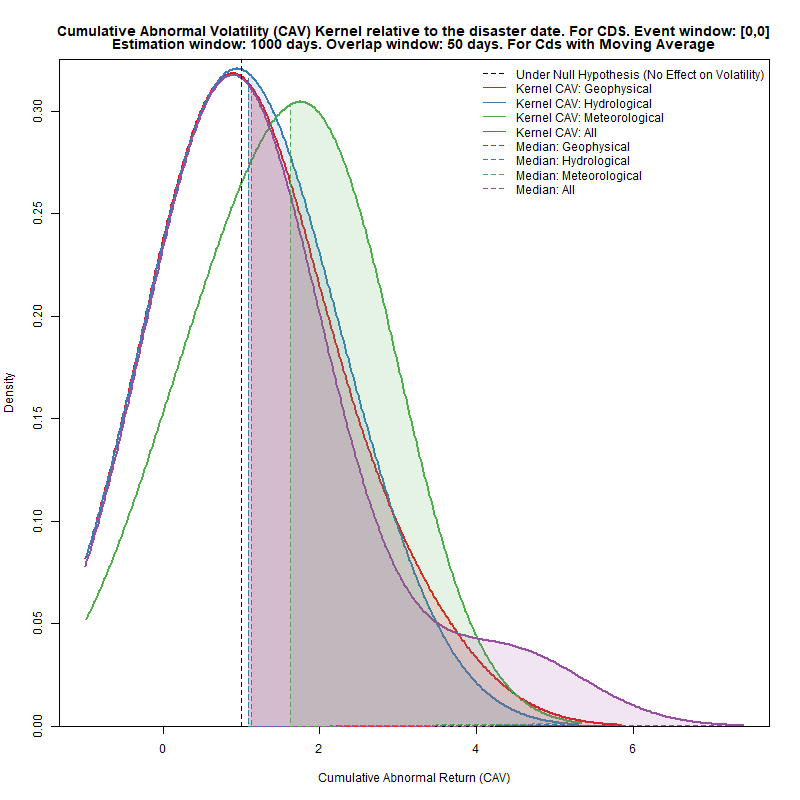 Cumulative Abnormal Volatility (CAV) Kernel relative to the disaster date. For CDS. Event window: [0,0]
Estimation window: 1000 days. Overlap window: 50 days. For Cds with Moving Average
Under Null Hypothesis (No Effect on Volatility)
Kernel CAV: Geophysical
Kernel CAV: Hydrological
Kernel CAV: Meteorological
Kernel CAV: All
Median: Geophysical
Median: Hydrological
Median: Meteorological
Median: All
0.30
0.25
0.20
0.15
0.10
0.05
0.00
Density
0 2 4 6
Cumulative Abnormal Return (CAV)